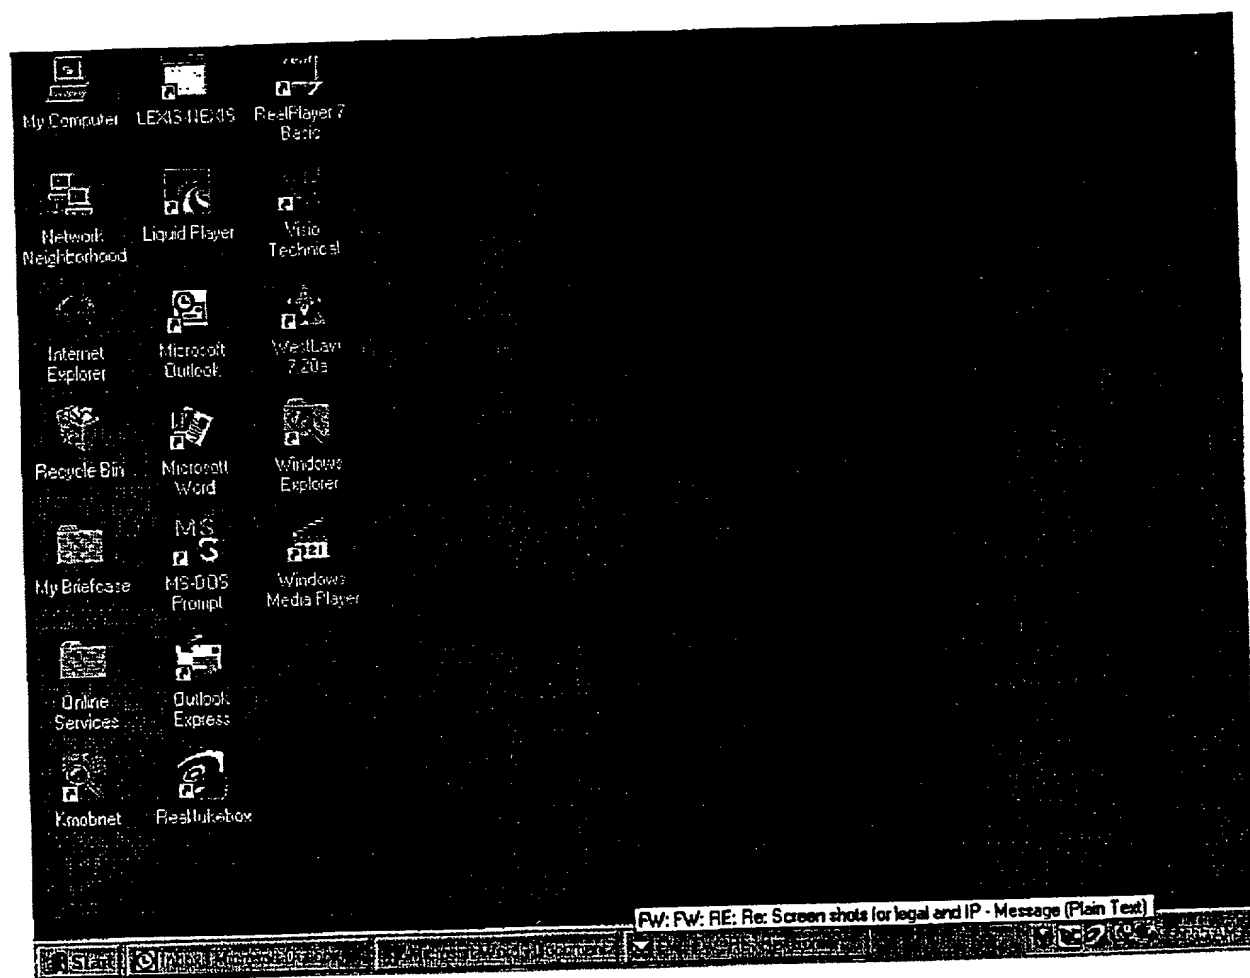 My Computer
LEXIS-NEXIS
RealPlayer 7
Basic
Network
Neighborhood
Liquid Player
Visio
Technical
Internet
Explorer
Microsoft
Outlook
WestLaw
7.20a
Recycle Bin
Microsoft
Word
Windows
Explorer
My Briefcase
MS
MS-DOS
Prompt
Windows
Media Player
Online
Services
Outlook
Express
Kmobnet
RealJukebox
FW: FW: RE: Re: Screen shots for legal and IP - Message (Plain Text)
Start